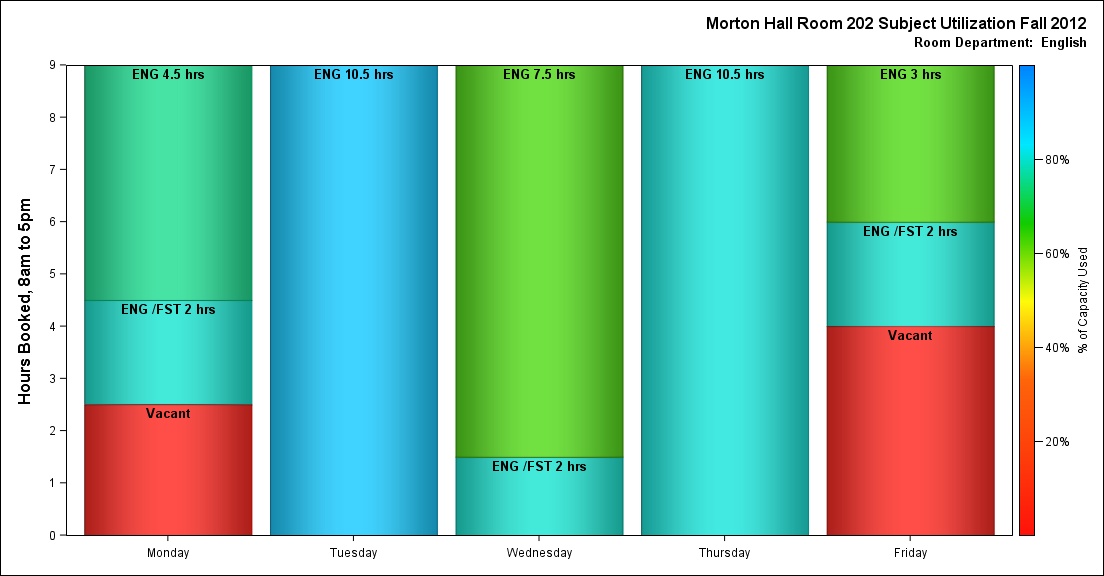 Morton Hall Room 202 Subject Utilization Fall 2012
Room Department:  English
Hours Booked, 8am to 5pm
9
8
7
6
5
4
3
2
1
0
ENG 4.5 hrs
ENG /FST 2 hrs
Vacant
ENG 10.5 hrs
ENG 7.5 hrs
ENG /FST 2 hrs
ENG 10.5 hrs
ENG 3 hrs
ENG /FST 2 hrs
Vacant
Monday
Tuesday
Wednesday
Thursday
Friday
80%
60%
40%
20%
% of Capacity Used